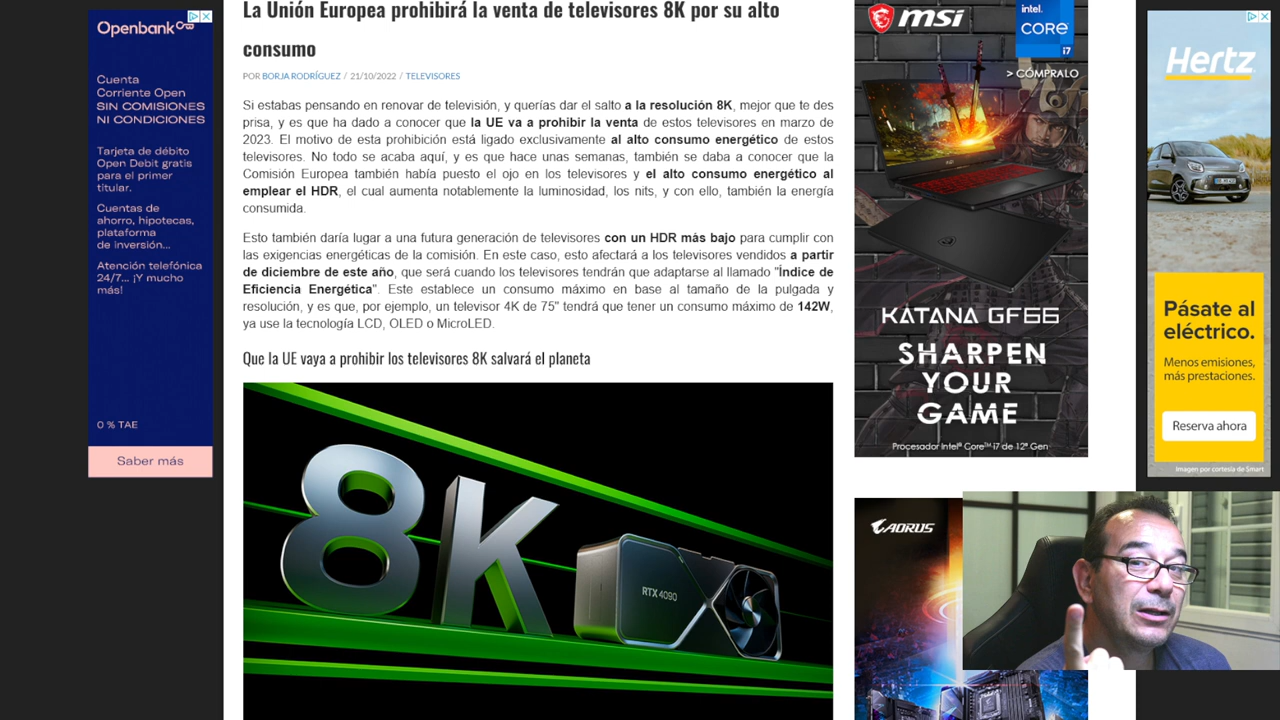 La Unión Europea prohibirá la venta de televisores 8K por su alto
consumo
POR BORJA RODRÍGUEZ / 21/10/2022 / TELEVISORES
Si estabas pensando en renovar de televisión, y querías dar el salto a la resolución 8K, mejor que te des
prisa, y es que ha dado a conocer que la UE va a prohibir la venta de estos televisores en marzo de
2023. El motivo de esta prohibición está ligado exclusivamente al alto consumo energético de estos
televisores. No todo se acaba aquí, y es que hace unas semanas, también se daba a conocer que la
Comisión Europea también había puesto el ojo en los televisores y el alto consumo energético al
emplear el HDR, el cual aumenta notablemente la luminosidad, los nits, y con ello, también la energía
consumida.
Esto también daría lugar a una futura generación de televisores con un HDR más bajo para cumplir con
las exigencias energéticas de la comisión. En este caso, esto afectará a los televisores vendidos a partir
de diciembre de este año, que será cuando los televisores tendrán que adaptarse al llamado "Índice de
Eficiencia Energética". Este establece un consumo máximo en base al tamaño de la pulgada y
resolución, y es que, por ejemplo, un televisor 4K de 75" tendrá que tener un consumo máximo de 142W,
ya use la tecnología LCD, OLED o MicroLED.
Que la UE vaya a prohibir los televisores 8K salvará el planeta
8K
RTX 4090
Openbank
Cuenta
Corriente Open
SIN COMISIONES
NI CONDICIONES
Tarjeta de débito
Open Debit gratis
para el primer
titular.
Cuentas de
ahorro, hipotecas,
plataforma
de inversión...
Atención telefónica
24/7... ¡Y mucho
más!
0 % TAE
Saber más
msi
intel.
CORE
i7
> CÓMPRALO
KATANA GF66
SHARPEN
YOUR
GAME
Procesador Intel® Core™ i7 de 12ª Gen
AORUS
Hertz.
Pásate al
eléctrico.
Menos emisiones,
más prestaciones.
Reserva ahora
Imagen por cortesía de Smart